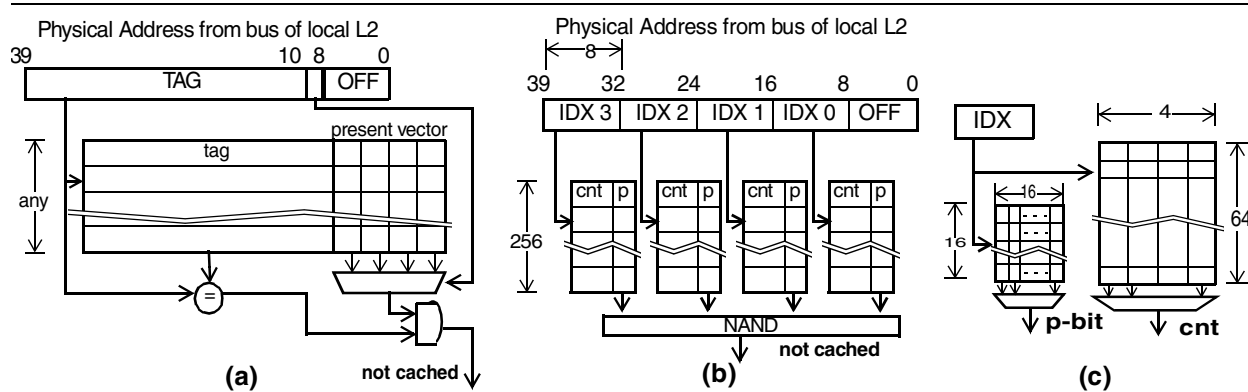 Physical Address from bus of local L2
39 10 8 0
TAG OFF
present vector
tag
any
=
not cached
(a)
Physical Address from bus of local L2
8
39 32 24 16 8 0
IDX 3 IDX 2 IDX 1 IDX 0 OFF
cnt p cnt p cnt p cnt p
256
NAND
not cached
(b)
IDX
4
16
16
64
p-bit cnt
(c)